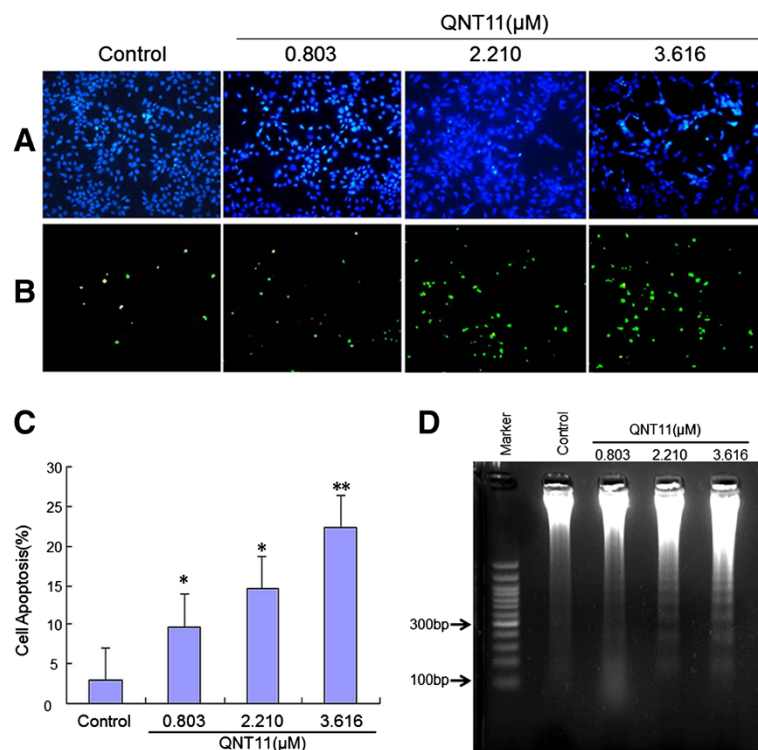 QNT11(μM)
Control 0.803 2.210 3.616
A
B
C
30
25
20
15
10
5
0
Cell Apoptosis(%)
*
*
**
Control 0.803 2.210 3.616
QNT11(μM)
D
Marker
Control
QNT11(μM)
0.803 2.210 3.616
300bp
100bp